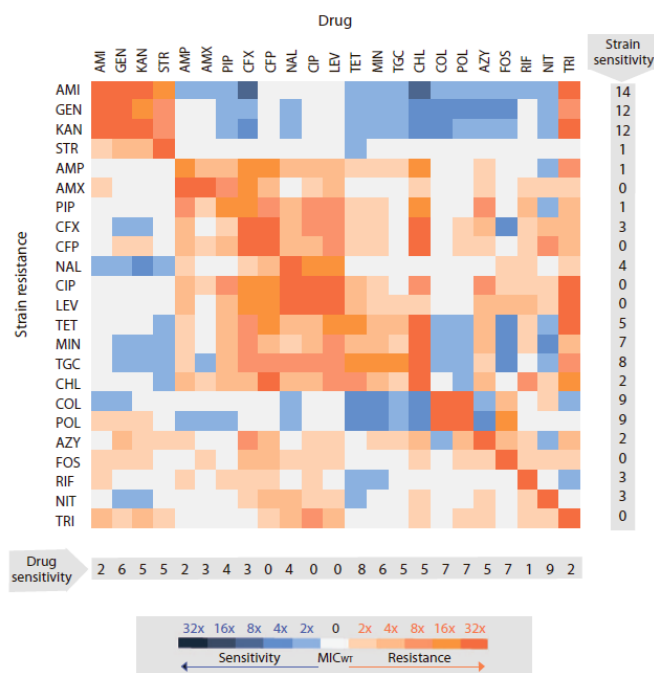 Drug
AMI GEN KAN STR AMP AMX PIP CFX CFP NAL CIP LEV TET MIN TGC CHL COL POL AZY FOS RIF NIT TRI
Strain
sensitivity
Strain resistance
AMI 14
GEN 12
KAN 12
STR 1
AMP 1
AMX 0
PIP 1
CFX 3
CFP 0
NAL 4
CIP 0
LEV 0
TET 5
MIN 7
TGC 8
CHL 2
COL 9
POL 9
AZY 2
FOS 0
RIF 3
NIT 3
TRI 0
Drug
sensitivity
2 6 5 5 2 3 4 3 0 4 0 0 8 6 5 5 7 7 5 7 1 9 2
32x 16x 8x 4x 2x 0 2x 4x 8x 16x 32x
Sensitivity MICWT Resistance